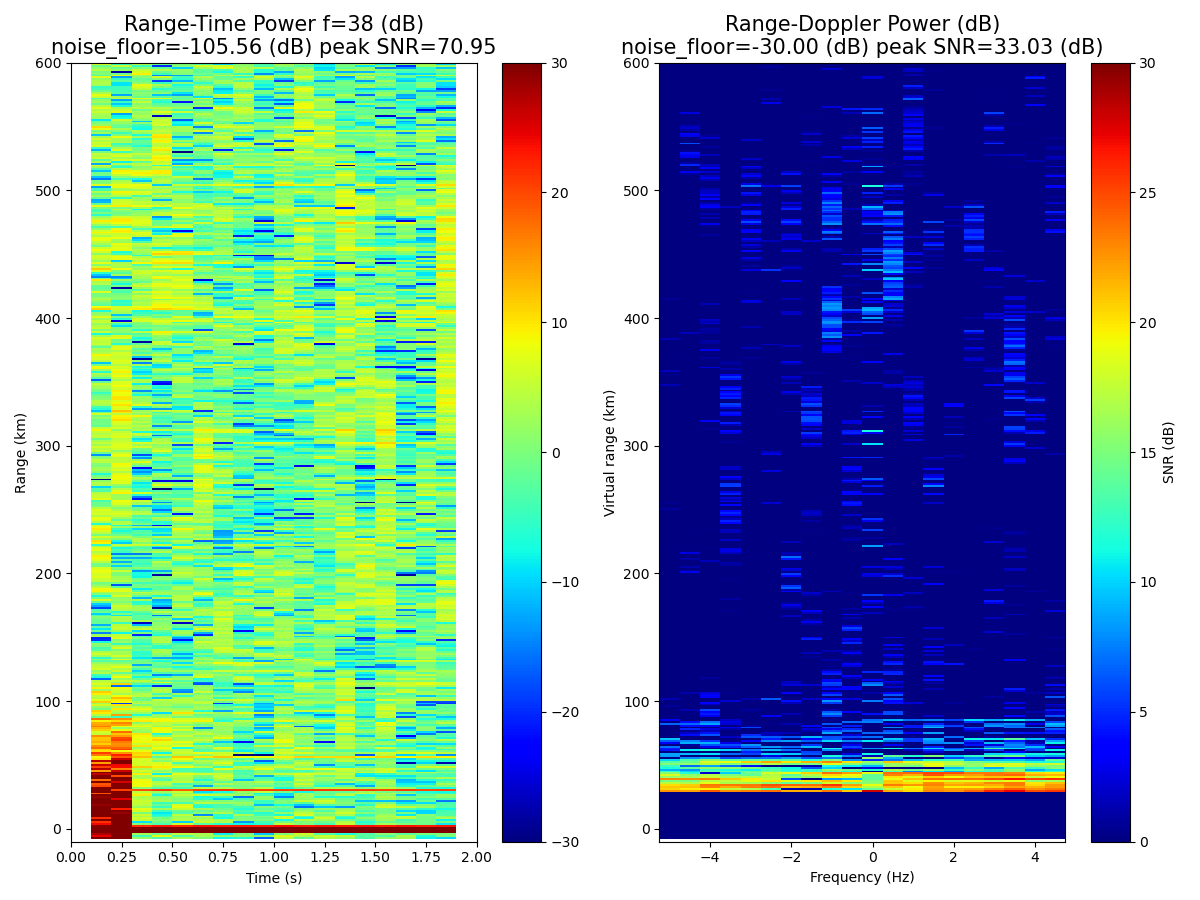 Range-Time Power f=38 (dB)
noise_floor=-105.56 (dB) peak SNR=70.95
600
500
400
300
200
100
0
Range (km)
0.00 0.25 0.50 0.75 1.00 1.25 1.50 1.75 2.00
Time (s)
30
20
10
0
−10
−20
−30
Range-Doppler Power (dB)
noise_floor=-30.00 (dB) peak SNR=33.03 (dB)
600
500
400
300
200
100
0
Virtual range (km)
−4 −2 0 2 4
Frequency (Hz)
30
25
20
15
10
5
0
SNR (dB)